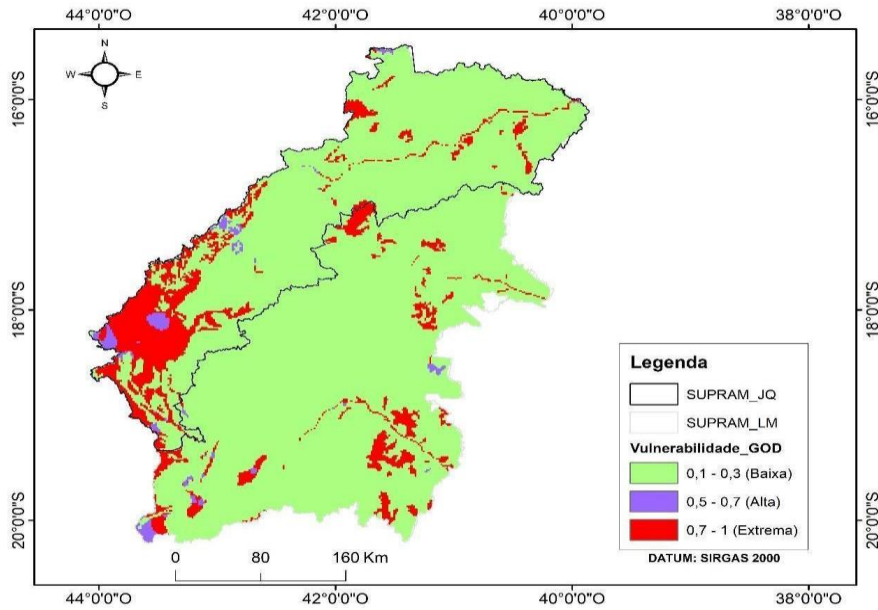 44°0'0"O 42°0'0"O 40°0'0"O 38°0'0"O
N
W E
S
16°0'0"S 16°0'0"S
18°0'0"S 18°0'0"S
20°0'0"S 20°0'0"S
Legenda
SUPRAM_JQ
SUPRAM_LM
Vulnerabilidade_GOD
0,1 - 0,3 (Baixa)
0,5 - 0,7 (Alta)
0,7 - 1 (Extrema)
DATUM: SIRGAS 2000
0 80 160 Km
44°0'0"O 42°0'0"O 40°0'0"O 38°0'0"O